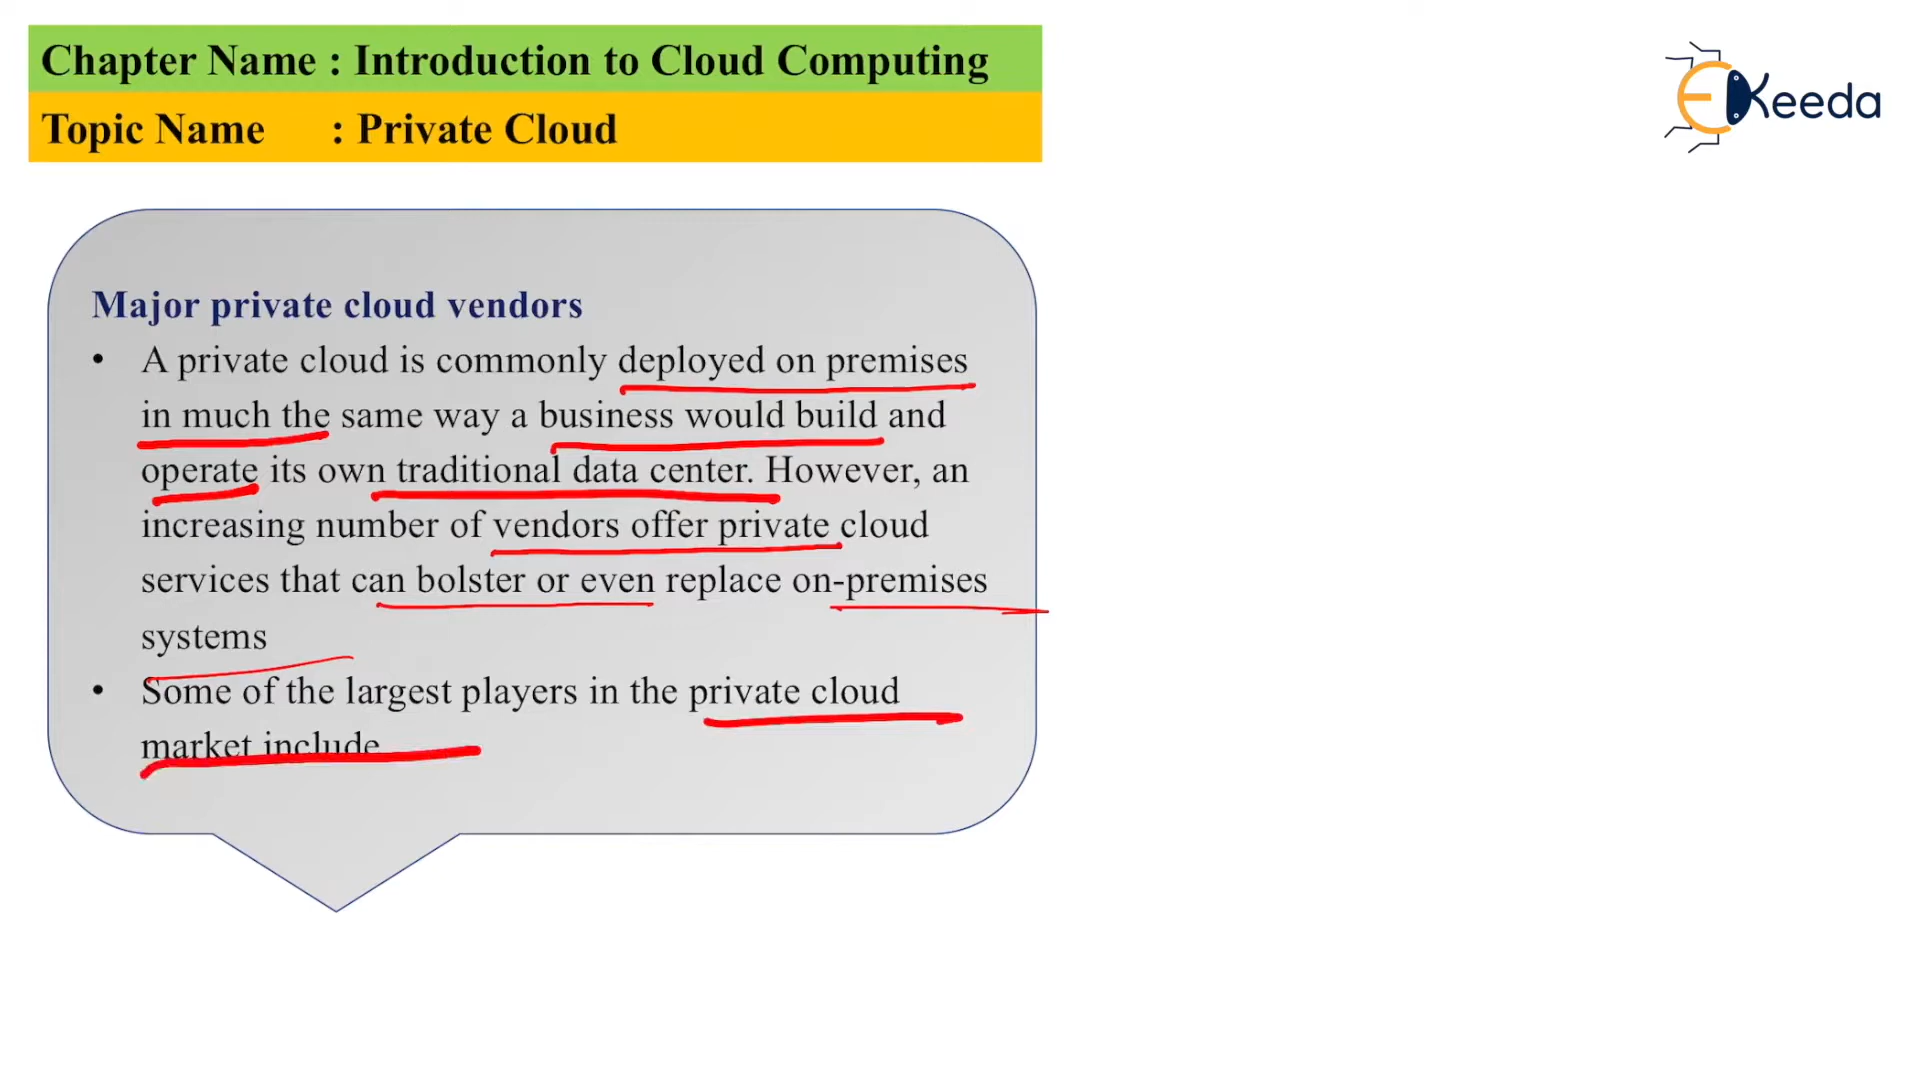 Chapter Name : Introduction to Cloud Computing
Topic Name : Private Cloud
EKeeda
Major private cloud vendors
• A private cloud is commonly deployed on premises
in much the same way a business would build and
operate its own traditional data center. However, an
increasing number of vendors offer private cloud
services that can bolster or even replace on-premises
systems
• Some of the largest players in the private cloud
market include